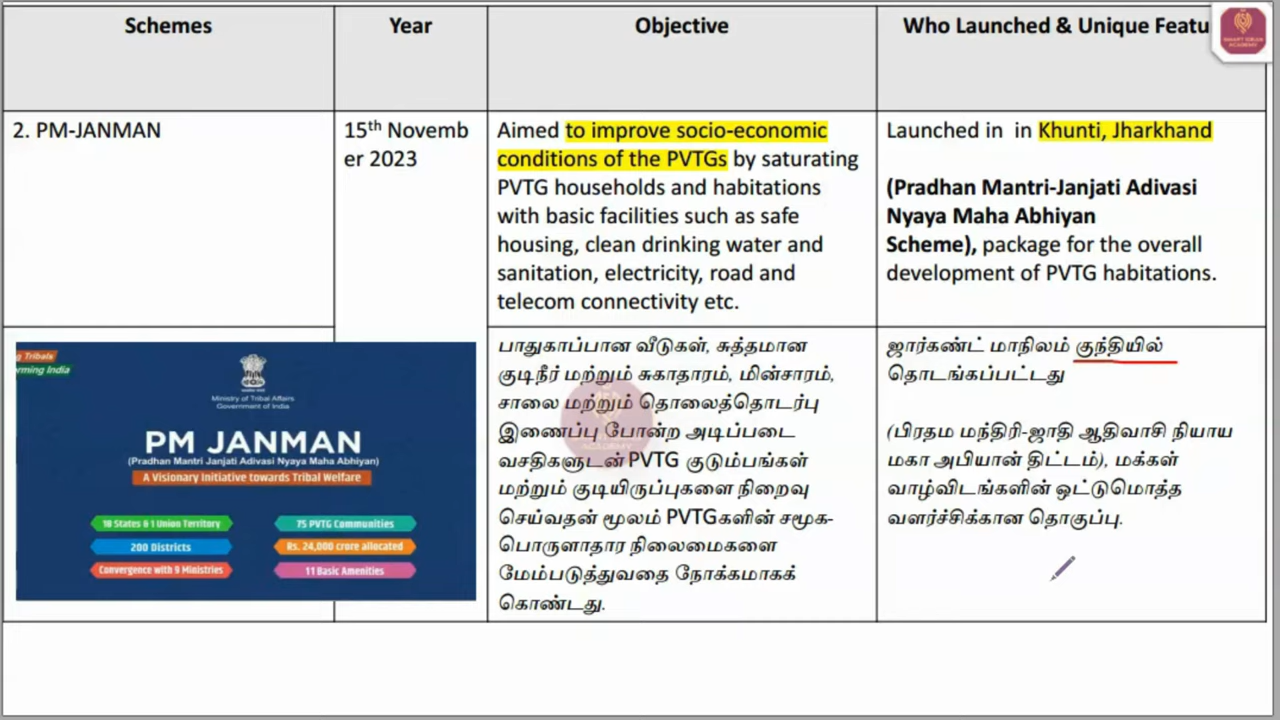 Schemes
Year
Objective
Who Launched & Unique Featu
2. PM-JANMAN
15th Novemb
er 2023
Aimed to improve socio-economic
conditions of the PVTGs by saturating
PVTG households and habitations
with basic facilities such as safe
housing, clean drinking water and
sanitation, electricity, road and
telecom connectivity etc.
Launched in in Khunti, Jharkhand
(Pradhan Mantri-Janjati Adivasi
Nyaya Maha Abhiyan
Scheme), package for the overall
development of PVTG habitations.
g Tribals
rming India
Ministry of Tribal Affairs
Government of India
PM JANMAN
(Pradhan Mantri Janjati Adivasi Nyaya Maha Abhiyan)
A Visionary Initiative towards Tribal Welfare
18 States & 1 Union Territory
75 PVTG Communities
200 Districts
Rs. 24,000 crore allocated
Convergence with 9 Ministries
11 Basic Amenities
பாதுகாப்பான வீடுகள், சுத்தமான
குடிநீர் மற்றும் சுகாதாரம், மின்சாரம்,
சாலை மற்றும் தொலைத்தொடர்பு
இணைப்பு போன்ற அடிப்படை
வசதிகளுடன் PVTG குடும்பங்கள்
மற்றும் குடியிருப்புகளை நிறைவு
செய்வதன் மூலம் PVTGகளின் சமூக-
பொருளாதார நிலைமைகளை
மேம்படுத்துவதை நோக்கமாகக்
கொண்டது.
ஜார்கண்ட் மாநிலம் குந்தியில்
தொடங்கப்பட்டது
(பிரதம மந்திரி-ஜாதி ஆதிவாசி நியாய
மகா அபியான் திட்டம்), மக்கள்
வாழ்விடங்களின் ஒட்டுமொத்த
வளர்ச்சிக்கான தொகுப்பு.